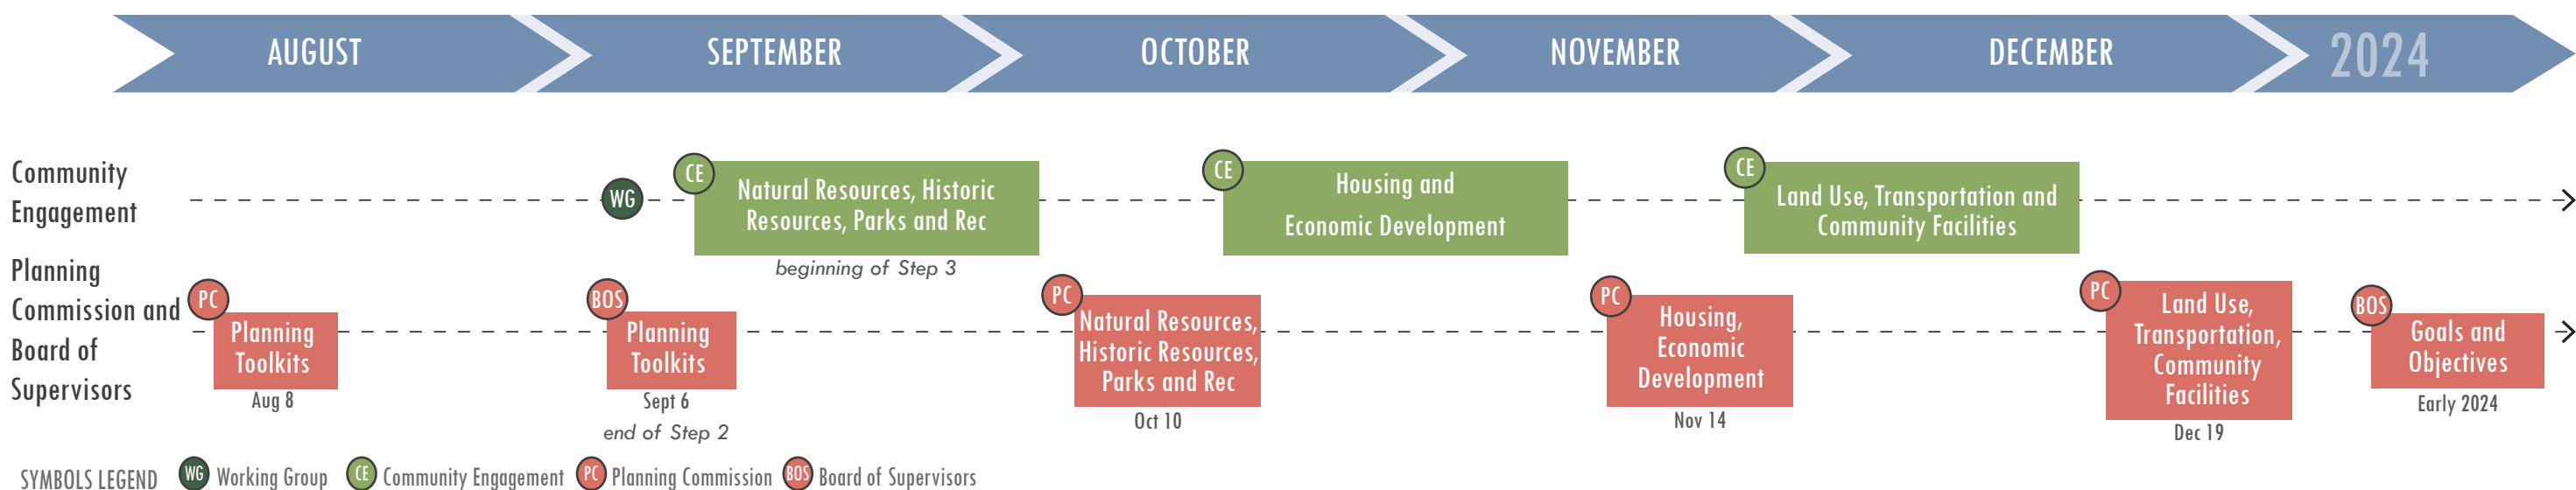 AUGUST
SEPTEMBER
OCTOBER
NOVEMBER
DECEMBER
2024
Community
Engagement
WG
CE
Natural Resources, Historic
Resources, Parks and Rec
beginning of Step 3
CE
Housing and
Economic Development
CE
Land Use, Transportation and
Community Facilities
Planning
Commission and
Board of
Supervisors
PC
Planning
Toolkits
Aug 8
BOS
Planning
Toolkits
Sept 6
end of Step 2
PC
Natural Resources,
Historic Resources,
Parks and Rec
Oct 10
PC
Housing,
Economic
Development
Nov 14
PC
Land Use,
Transportation,
Community
Facilities
Dec 19
BOS
Goals and
Objectives
Early 2024
SYMBOLS LEGEND WG Working Group CE Community Engagement PC Planning Commission BOS Board of Supervisors